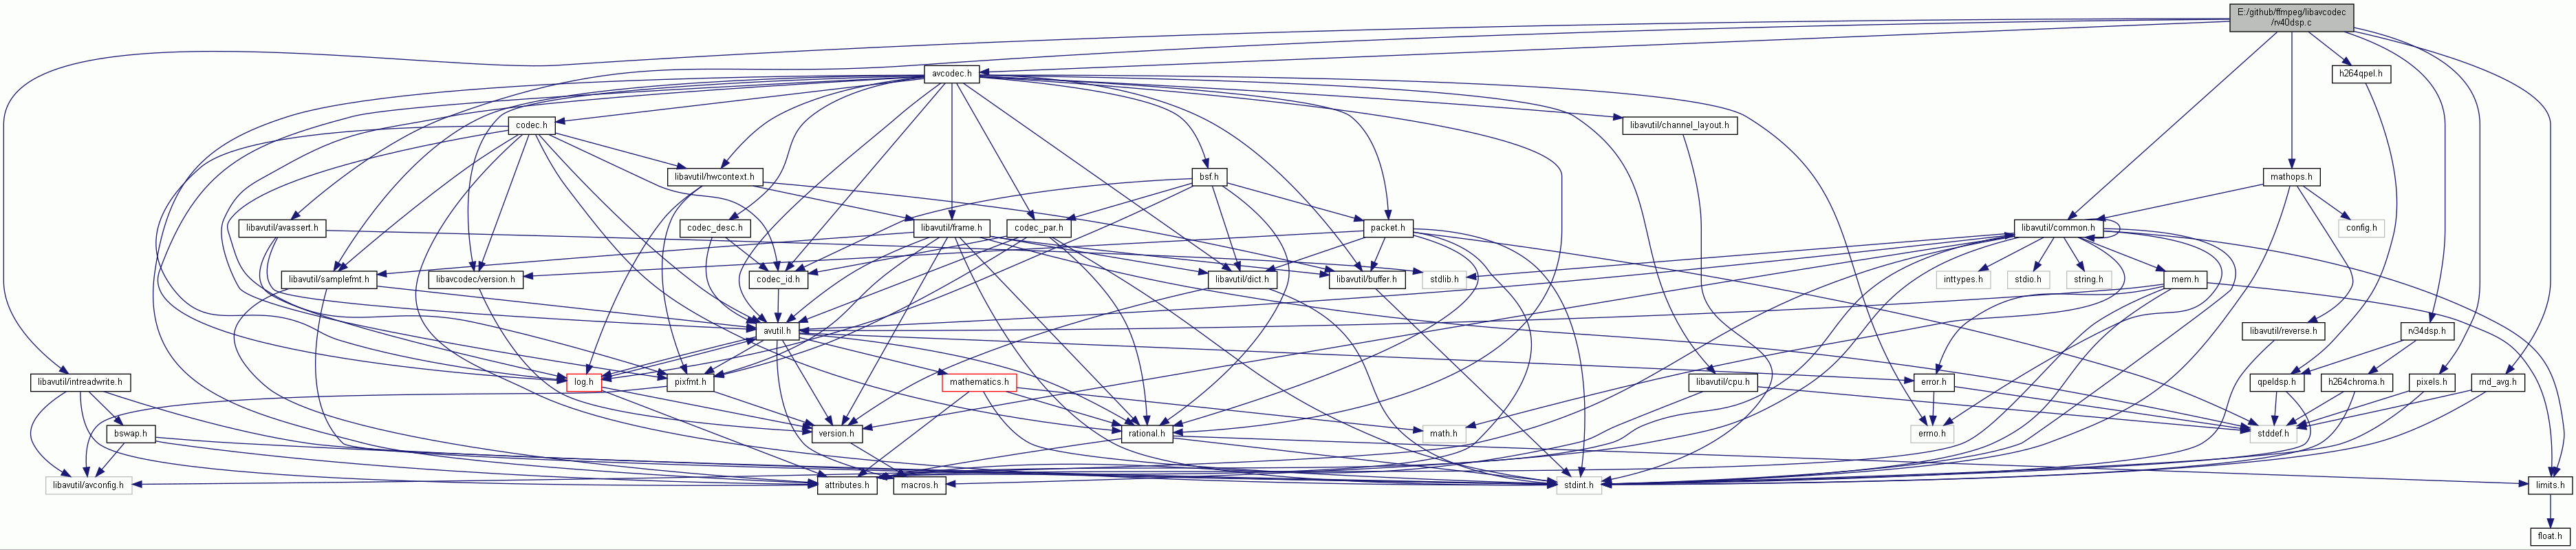 E:/github/ffmpeg/libavcodec
/rv40dsp.c
avcodec.h
h264qpel.h
codec.h
libavutil/channel_layout.h
libavutil/hwcontext.h
bsf.h
mathops.h
libavutil/avassert.h
codec_desc.h
libavutil/frame.h
codec_par.h
packet.h
libavutil/common.h
config.h
libavutil/samplefmt.h
libavcodec/version.h
stdlib.h
codec_id.h
libavutil/dict.h
libavutil/buffer.h
inttypes.h
stdio.h
string.h
mem.h
avutil.h
libavutil/reverse.h
rv34dsp.h
libavutil/intreadwrite.h
log.h
pixfmt.h
mathematics.h
libavutil/cpu.h
error.h
qpeldsp.h
h264chroma.h
pixels.h
rnd_avg.h
bswap.h
version.h
rational.h
math.h
errno.h
stddef.h
libavutil/avconfig.h
attributes.h
macros.h
stdint.h
limits.h
float.h